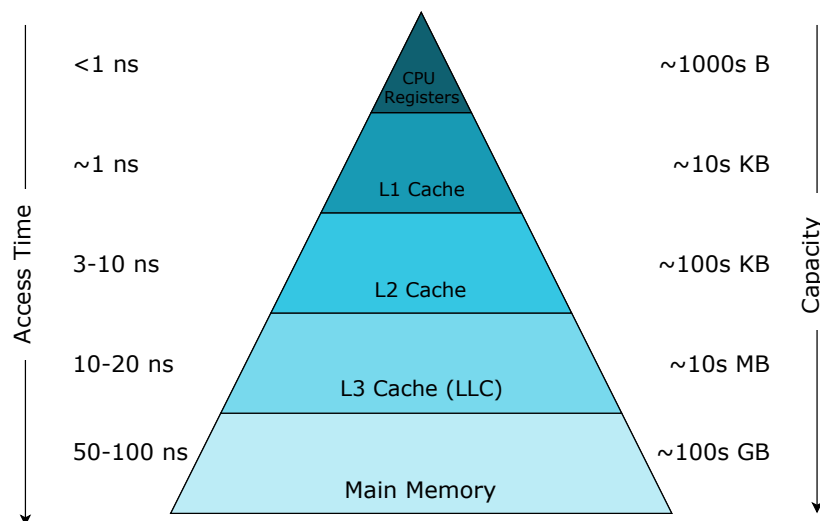 <1 ns
CPU
Registers
~1000s B
~1 ns
L1 Cache
~10s KB
3-10 ns
L2 Cache
~100s KB
10-20 ns
L3 Cache (LLC)
~10s MB
50-100 ns
Main Memory
~100s GB
Access Time
Capacity